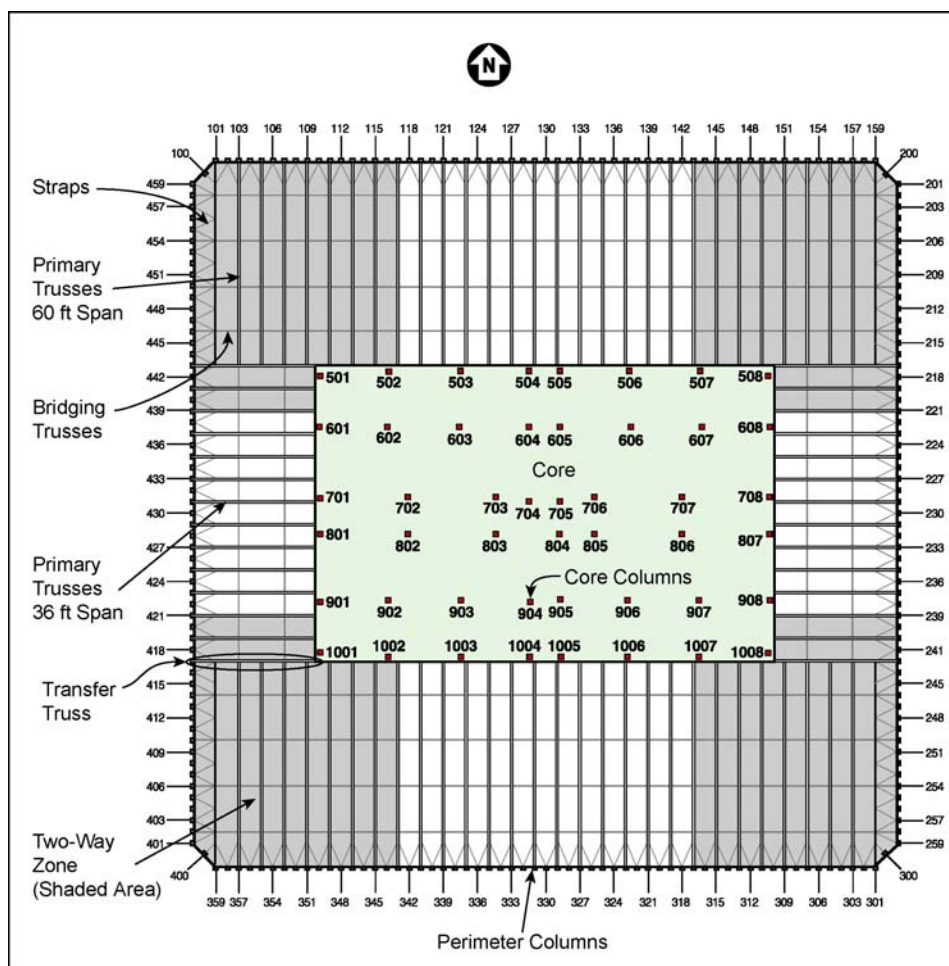 N
101 103 106 109 112 115 118 121 124 127 130 133 136 139 142 145 148 151 154 157 159
100
200
Straps
459
201
457
203
454
206
Primary
Trusses
60 ft Span
451
209
448
212
445
215
442
501 502 503 504 505 506 507 508
218
Bridging
Trusses
439
221
436
601 602 603 604 605 606 607 608
224
433
Core
227
430
701 702 703 704 705 706 707 708
230
427
801 802 803 804 805 806 807
233
Primary
Trusses
36 ft Span
424
Core Columns
236
421
901 902 903 904 905 906 907 908
239
418
1001 1002 1003 1004 1005 1006 1007 1008
241
Transfer
Truss
415
245
412
248
409
251
406
254
403
257
Two-Way
Zone
(Shaded Area)
401
259
400
300
359 357 354 351 348 345 342 339 336 333 330 327 324 321 318 315 312 309 306 303 301
Perimeter Columns